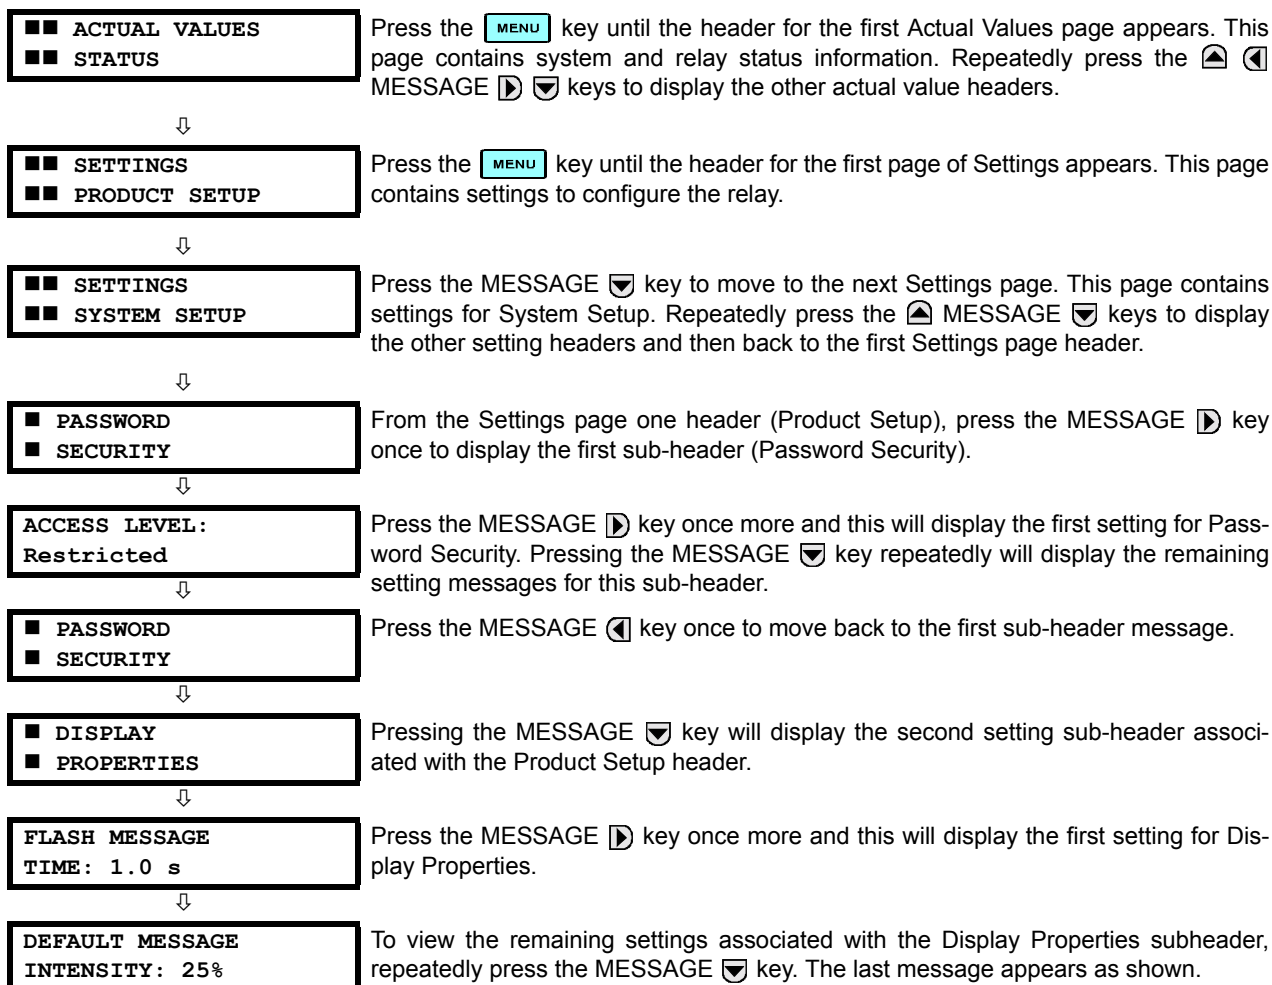 ■■ ACTUAL VALUES
■■ STATUS
Press the MENU key until the header for the first Actual Values page appears. This
page contains system and relay status information. Repeatedly press the
MESSAGE keys to display the other actual value headers.
⇩
■■ SETTINGS
■■ PRODUCT SETUP
Press the MENU key until the header for the first page of Settings appears. This page
contains settings to configure the relay.
⇩
■■ SETTINGS
■■ SYSTEM SETUP
Press the MESSAGE key to move to the next Settings page. This page contains
settings for System Setup. Repeatedly press the MESSAGE keys to display
the other setting headers and then back to the first Settings page header.
⇩
■ PASSWORD
■ SECURITY
From the Settings page one header (Product Setup), press the MESSAGE key
once to display the first sub-header (Password Security).
⇩
ACCESS LEVEL:
Restricted
Press the MESSAGE key once more and this will display the first setting for Pass-
word Security. Pressing the MESSAGE key repeatedly will display the remaining
setting messages for this sub-header.
⇩
■ PASSWORD
■ SECURITY
Press the MESSAGE key once to move back to the first sub-header message.
⇩
■ DISPLAY
■ PROPERTIES
Pressing the MESSAGE key will display the second setting sub-header associ-
ated with the Product Setup header.
⇩
FLASH MESSAGE
TIME: 1.0 s
Press the MESSAGE key once more and this will display the first setting for Dis-
play Properties.
⇩
DEFAULT MESSAGE
INTENSITY: 25%
To view the remaining settings associated with the Display Properties subheader,
repeatedly press the MESSAGE key. The last message appears as shown.